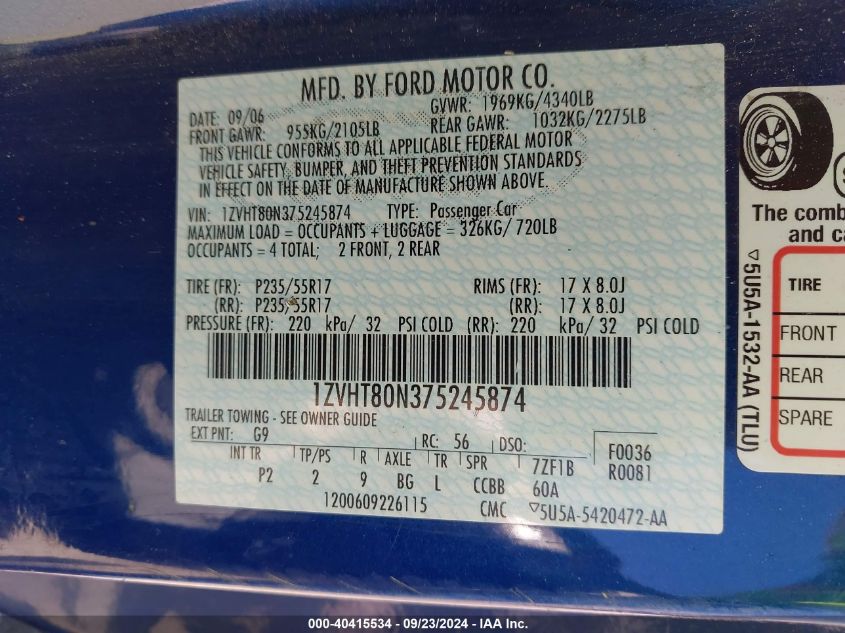 MFD. BY FORD MOTOR CO.
DATE: 09/06 GVWR: 1969KG/4340LB
FRONT GAWR: 955KG/2105LB REAR GAWR: 1032KG/2275LB
THIS VEHICLE CONFORMS TO ALL APPLICABLE FEDERAL MOTOR
VEHICLE SAFETY, BUMPER, AND THEFT PREVENTION STANDARDS
IN EFFECT ON THE DATE OF MANUFACTURE SHOWN ABOVE.
VIN: 1ZVHT80N375245874 TYPE: Passenger Car
MAXIMUM LOAD = OCCUPANTS + LUGGAGE = 326KG/ 720LB
OCCUPANTS = 4 TOTAL; 2 FRONT, 2 REAR
TIRE (FR): P235/55R17 RIMS (FR): 17 X 8.0J
(RR): P235/55R17 (RR): 17 X 8.0J
PRESSURE (FR): 220 kPa/ 32 PSI COLD (RR): 220 kPa/ 32 PSI COLD
1ZVHT80N375245874
TRAILER TOWING - SEE OWNER GUIDE
EXT PNT: G9 RC: 56 DSO: F0036
INT TR TP/PS R AXLE TR SPR 7ZF1B R0081
P2 2 9 BG L CCBB 60A
1200609226115 CMC ▽5U5A-5420472-AA
The comb
and ca
▽5U5A-1532-AA (TLU)
TIRE
FRONT
REAR
SPARE
000-40415534 - 09/23/2024 - IAA Inc.